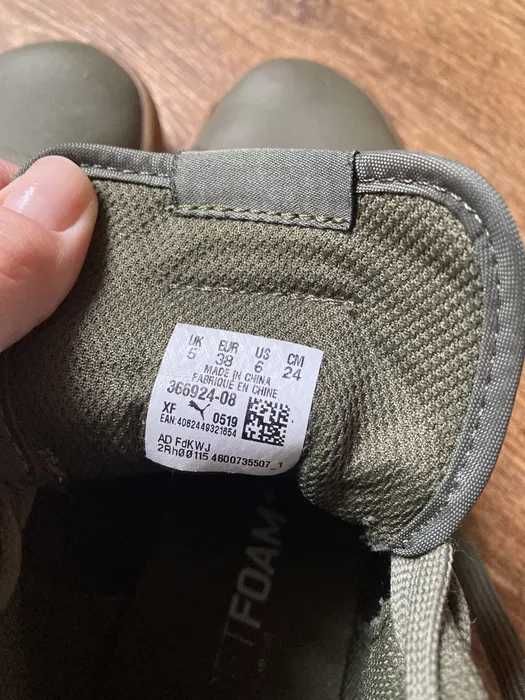 UK EUR US CM
5 38 6 24
MADE IN CHINA
FABRIQUE EN CHINE
366924-08
XF 0519
EAN:4062449321654
AD FdKWJ
2Rh00115 4600735507_1
FOAM